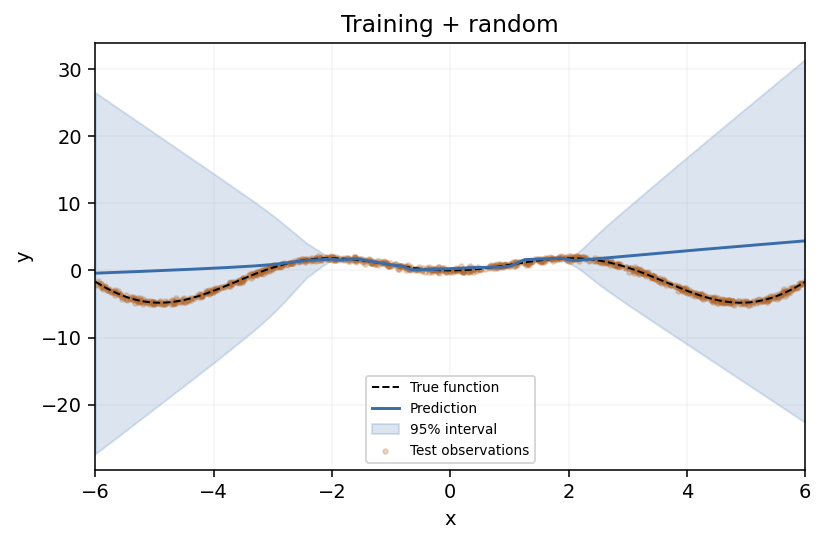 Training + random
30
20
10
0
−10
−20
y
True function
Prediction
95% interval
Test observations
−6
−4
−2
0
2
4
6
x